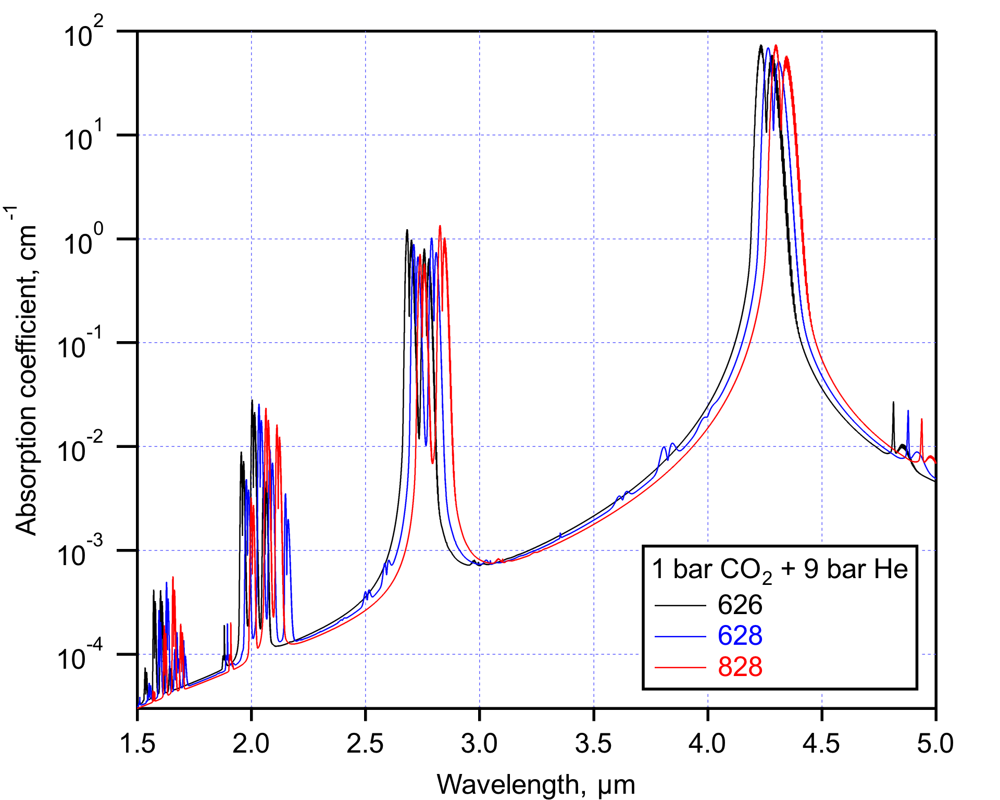 10^2
10^1
10^0
10^-1
10^-2
10^-3
10^-4
Absorption coefficient, cm^-1
1 bar CO₂ + 9 bar He
626
628
828
1.5 2.0 2.5 3.0 3.5 4.0 4.5 5.0
Wavelength, µm